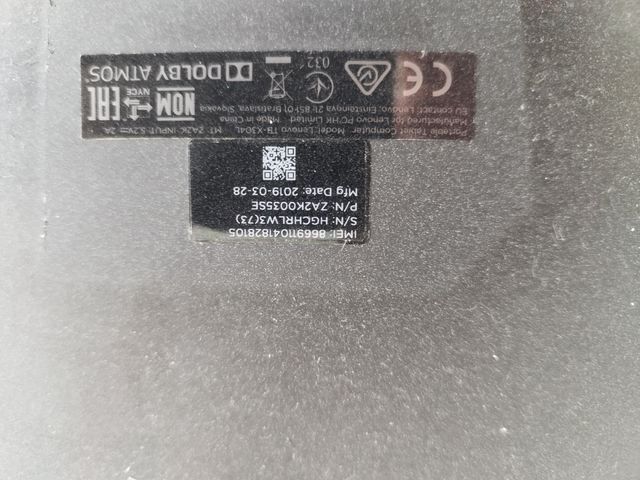 Portable Tablet Computer Model: Lenovo TB-X304L MT ZA2K INPUT: 5.2V⎓ 2A
Manufactured for Lenovo PC HK Limited Made in China
EU contact: Lenovo, Einsteinova 21, 851 01 Bratislava, Slovakia
CE
032
NOM
NYCE
EAC
DOLBY ATMOS®
IMEI: 866911041828105
S/N: HGCHRLW3(73)
P/N: ZA2K0035SE
Mfg Date: 2019-03-28